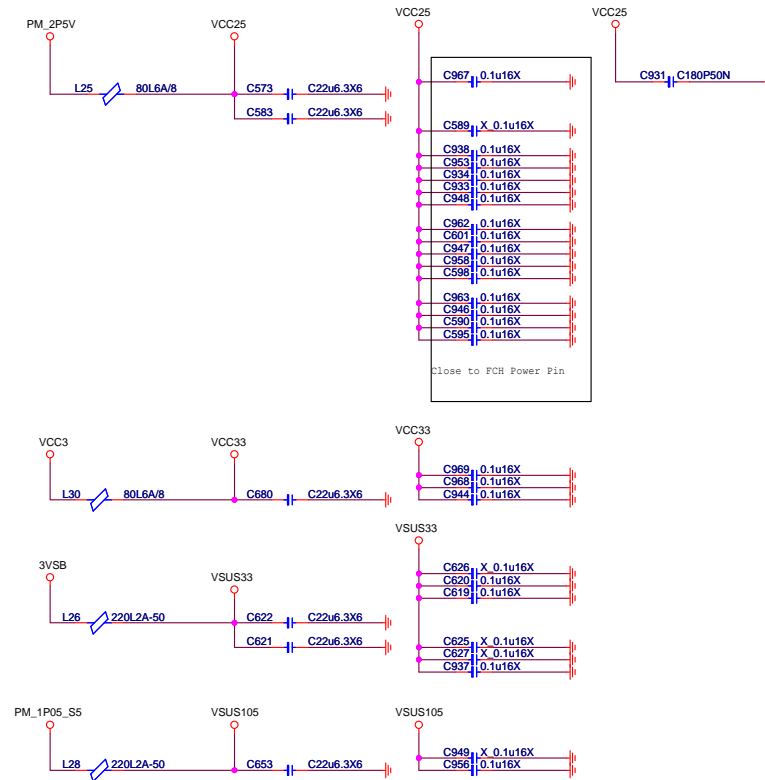 PM_2P5V
VCC25
L25 80L6A/8
C573 C22u6.3X6
C583 C22u6.3X6
VCC25
C967 0.1u16X
C589 X_0.1u16X
C938 0.1u16X
C953 0.1u16X
C934 0.1u16X
C933 0.1u16X
C948 0.1u16X
C962 0.1u16X
C601 0.1u16X
C947 0.1u16X
C958 0.1u16X
C598 0.1u16X
C963 0.1u16X
C946 0.1u16X
C590 0.1u16X
C595 0.1u16X
Close to FCH Power Pin
VCC25
C931 C180P50N
VCC3
VCC33
L30 80L6A/8
C680 C22u6.3X6
VCC33
C969 0.1u16X
C968 0.1u16X
C944 0.1u16X
3VSB
VSUS33
L26 220L2A-50
C622 C22u6.3X6
C621 C22u6.3X6
VSUS33
C626 X_0.1u16X
C620 0.1u16X
C619 0.1u16X
C625 X_0.1u16X
C627 X_0.1u16X
C937 0.1u16X
PM_1P05_S5
VSUS105
L28 220L2A-50
C653 C22u6.3X6
VSUS105
C949 X_0.1u16X
C956 0.1u16X